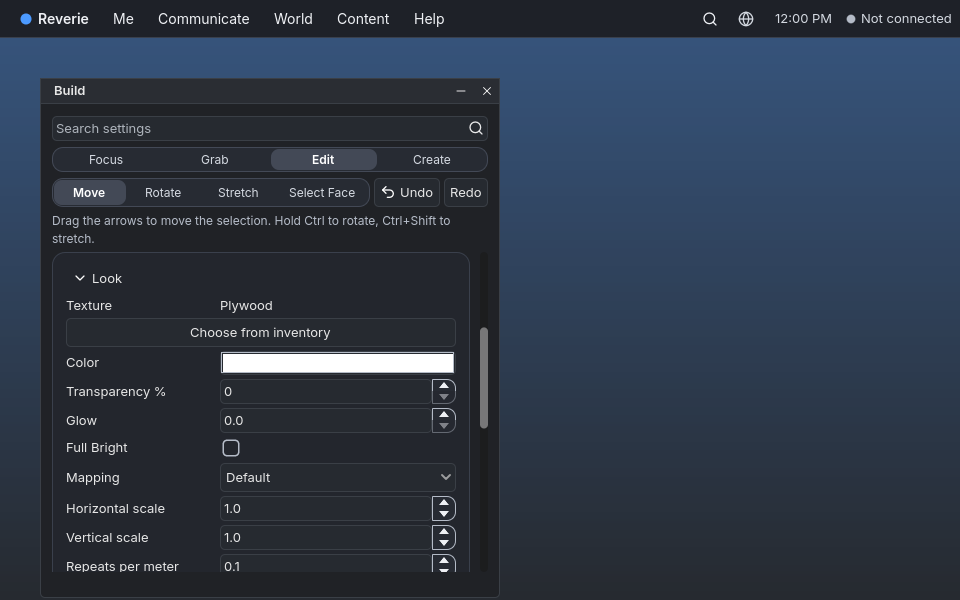 Reverie Me Communicate World Content Help 12:00 PM Not connected
Build
Search settings
Focus Grab Edit Create
Move Rotate Stretch Select Face Undo Redo
Drag the arrows to move the selection. Hold Ctrl to rotate, Ctrl+Shift to
stretch.
Look
Texture Plywood
Choose from inventory
Color
Transparency % 0
Glow 0.0
Full Bright
Mapping Default
Horizontal scale 1.0
Vertical scale 1.0
Repeats per meter 0.1